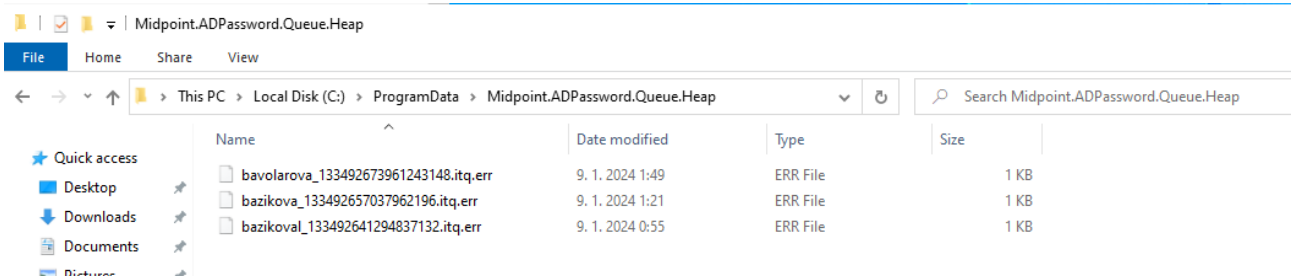 Midpoint.ADPassword.Queue.Heap
File Home Share View
This PC > Local Disk (C:) > ProgramData > Midpoint.ADPassword.Queue.Heap Search Midpoint.ADPassword.Queue.Heap
Name Date modified Type Size
Quick access
Desktop
Downloads
Documents
Pictures
bavolarova_133492673961243148.itq.err 9. 1. 2024 1:49 ERR File 1 KB
bazikova_133492657037962196.itq.err 9. 1. 2024 1:21 ERR File 1 KB
bazikoval_133492641294837132.itq.err 9. 1. 2024 0:55 ERR File 1 KB